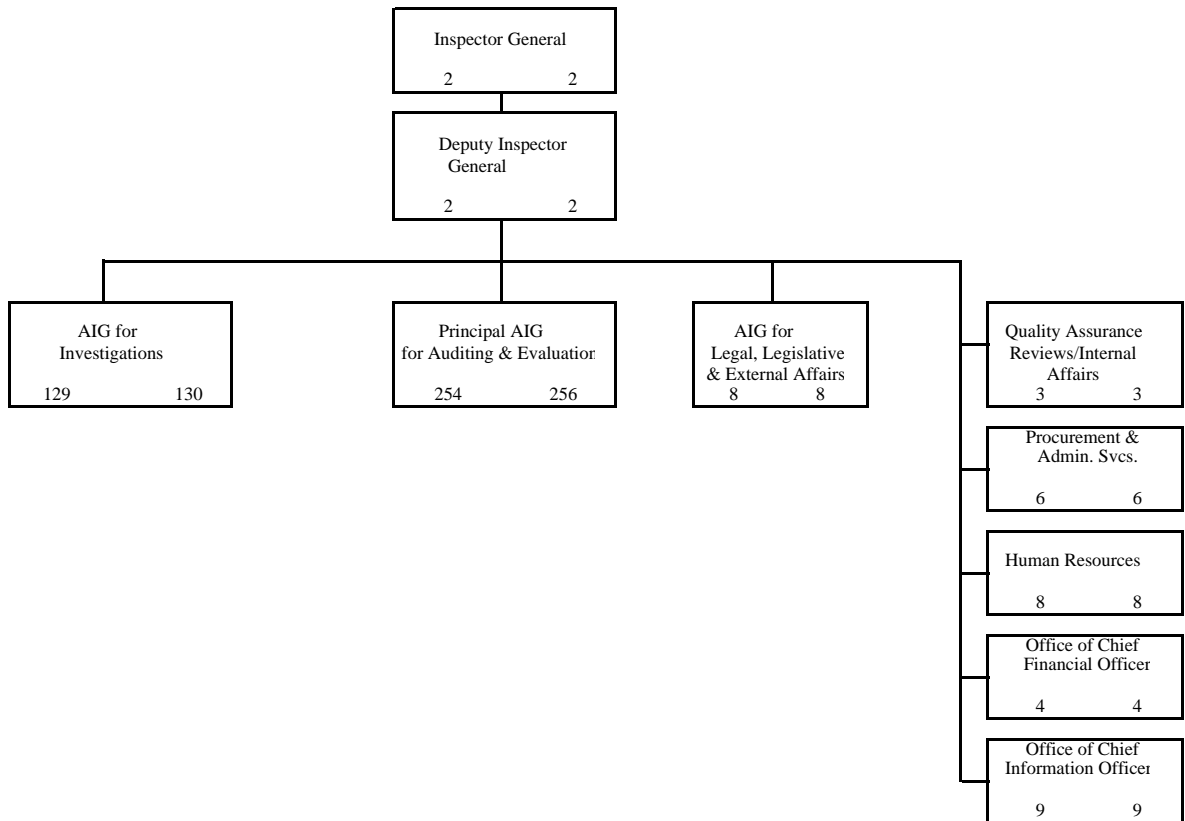 Inspector General
2 2
Deputy Inspector
General
2 2
AIG for
Investigations
129 130
Principal AIG
for Auditing & Evaluation
254 256
AIG for
Legal, Legislative
& External Affairs
8 8
Quality Assurance
Reviews/Internal
Affairs
3 3
Procurement &
Admin. Svcs.
6 6
Human Resources
8 8
Office of Chief
Financial Officer
4 4
Office of Chief
Information Officer
9 9